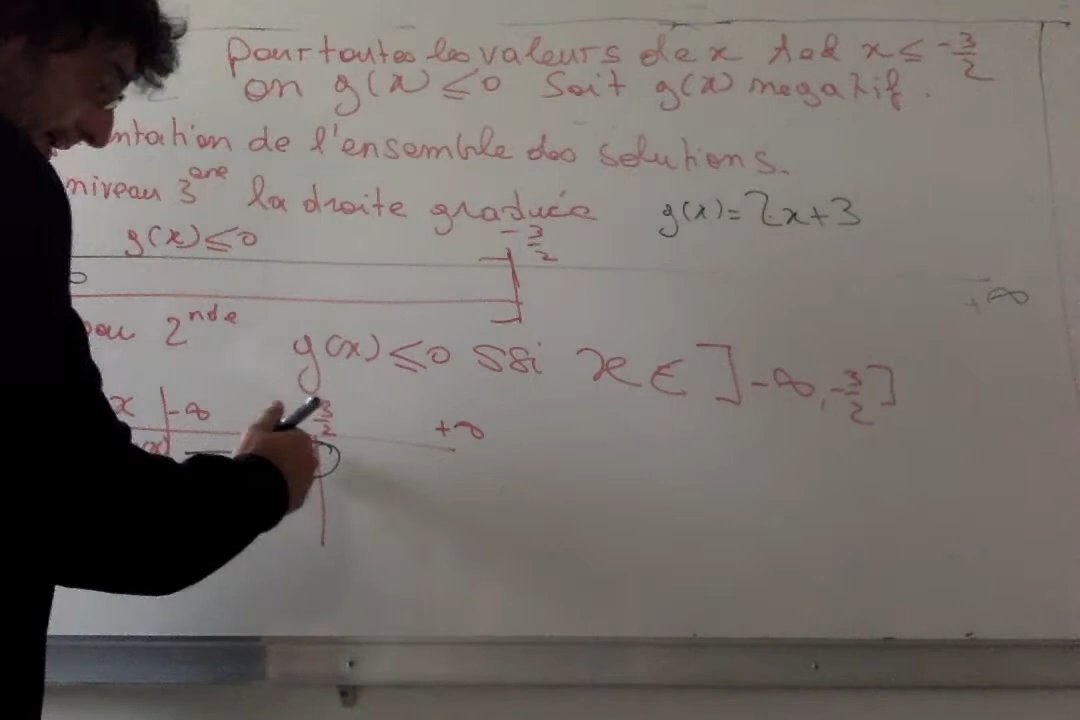 Pour toutes les valeurs de x tel x ≤ -3/2
on g(x) ≤ 0 Soit g(x) negatif.
ntation de l'ensemble des solutions.
niveau 3eme la droite graduée g(x)=2x+3
g(x) ≤ 0 -3/2
+∞
2nde
g(x) ≤ 0 SSi x ∈ ]-∞,-3/2]
x -∞ 3/2 +∞
(x)